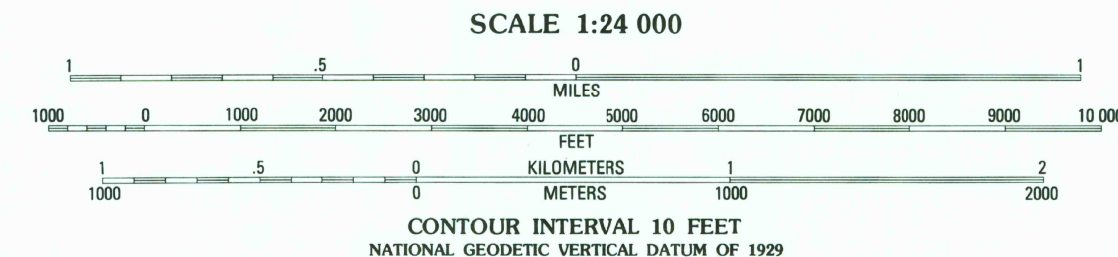 SCALE 1:24 000
1 .5 0 1
MILES
1000 0 1000 2000 3000 4000 5000 6000 7000 8000 9000 10 000
FEET
1 .5 0 KILOMETERS 1 2
1000 0 METERS 1000 2000
CONTOUR INTERVAL 10 FEET
NATIONAL GEODETIC VERTICAL DATUM OF 1929